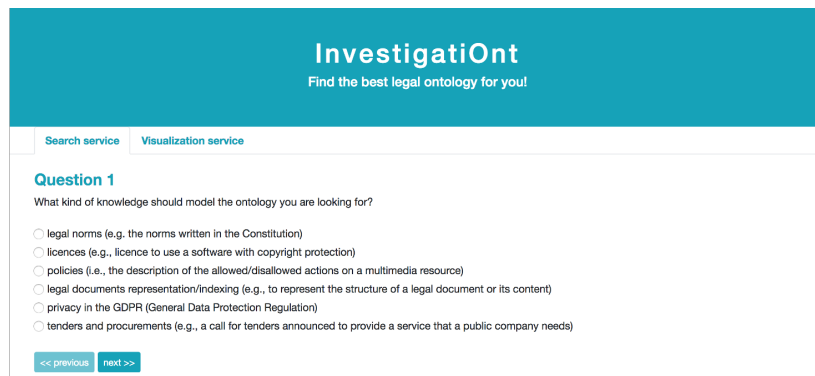 InvestigatiOnt
Find the best legal ontology for you!
Search service Visualization service
Question 1
What kind of knowledge should model the ontology you are looking for?
legal norms (e.g. the norms written in the Constitution)
licences (e.g., licence to use a software with copyright protection)
policies (i.e., the description of the allowed/disallowed actions on a multimedia resource)
legal documents representation/indexing (e.g., to represent the structure of a legal document or its content)
privacy in the GDPR (General Data Protection Regulation)
tenders and procurements (e.g., a call for tenders announced to provide a service that a public company needs)
<< previous next >>